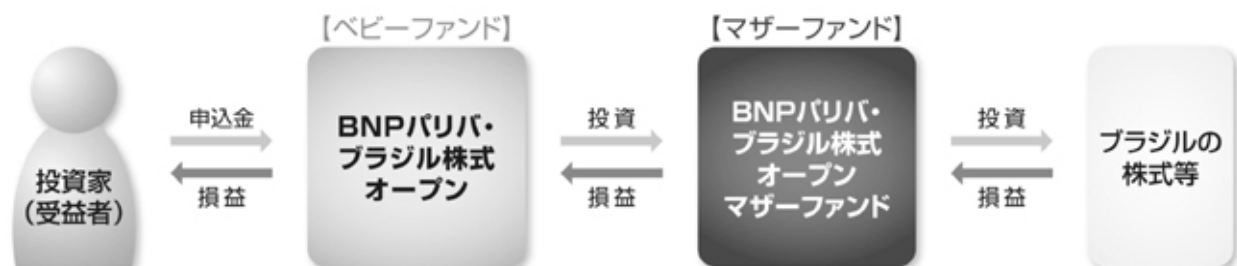 【ベビーファンド】
【マザーファンド】
投資家
(受益者)
申込金
損益
BNPパリバ・
ブラジル株式
オープン
投資
損益
BNPパリバ・
ブラジル株式
オープン
マザーファンド
投資
損益
ブラジルの
株式等